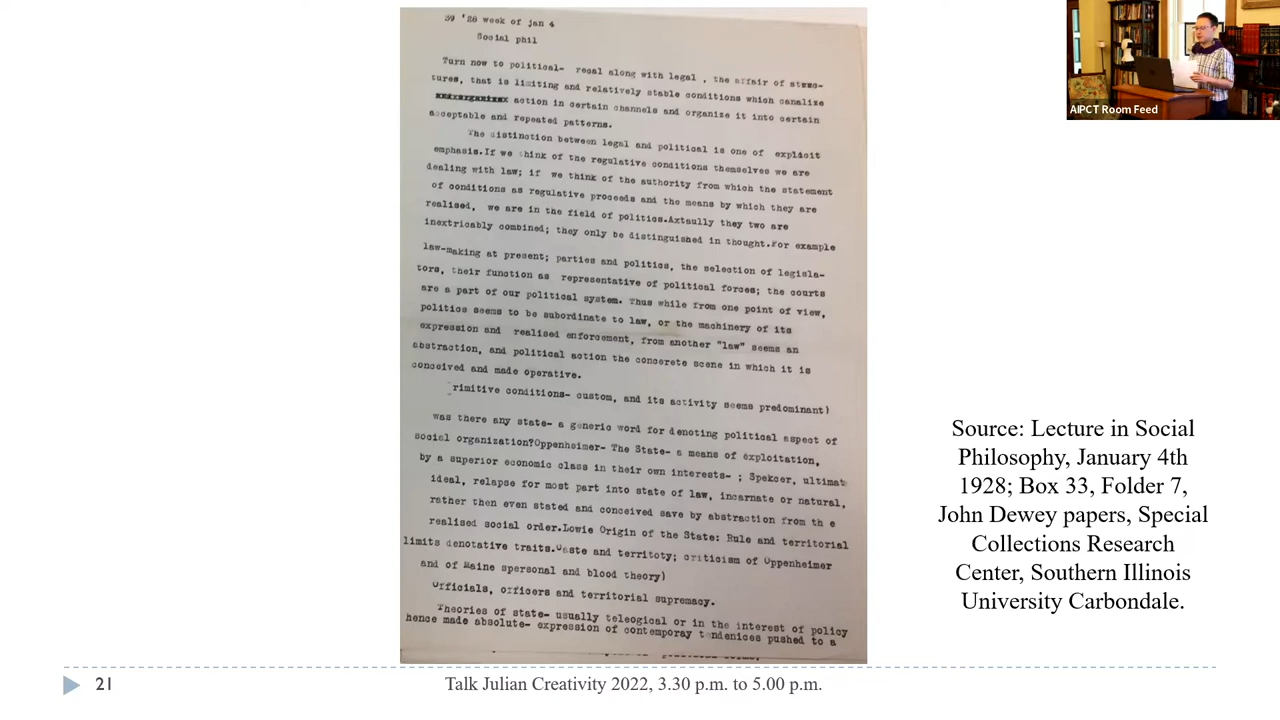 39 '28 week of jan 4
Social phil
Turn now to political- recal along with legal , the affair of struc-
tures, that is limiting and relatively stable conditions which canalize
action in certain channels and organize it into certain
acceptable and repeated patterns.
The distinction between legal and political is one of explicit
emphasis.If we think of the regulative conditions themselves we are
dealing with law; if we think of the authority from which the statement
of conditions as regulative proceeds and the means by which they are
realised, we are in the field of politics.Axtaully they two are
inextricably combined; they only be distinguished in thought.For example
law-making at present; parties and politics, the selection of legisla-
tors, their function as representative of political forces; the courts
are a part of our political system. Thus while from one point of view,
politics seems to be subordinate to law, or the machinery of its
expression and realised enforcement, from another "law" seems an
abstraction, and political action the concerete scene in which it is
conceived and made operative.
rimitive conditions- custom, and its activity seems predominant)
was there any state- a generic word for denoting political aspect of
social organization?Oppenheimer- The State- a means of exploitation,
by a superior economic class in their own interests- ; Spekcer, ultimat
ideal, relapse for most part into state of law, incarnate or natural,
rather then even stated and conceived save by abstraction from th e
realised social order.Lowie Origin of the State: Rule and territorial
limits denotative traits. and territoty; criticism of Oppenheimer
and of Maine spersonal and blood theory)
Officials, officers and territorial supremacy.
Theories of state- usually teleogical or in the interest of policy
hence made absolute- expression of contemporay tendenices pushed to a
AIPCT Room Feed
Source: Lecture in Social
Philosophy, January 4th
1928; Box 33, Folder 7,
John Dewey papers, Special
Collections Research
Center, Southern Illinois
University Carbondale.
21
Talk Julian Creativity 2022, 3.30 p.m. to 5.00 p.m.